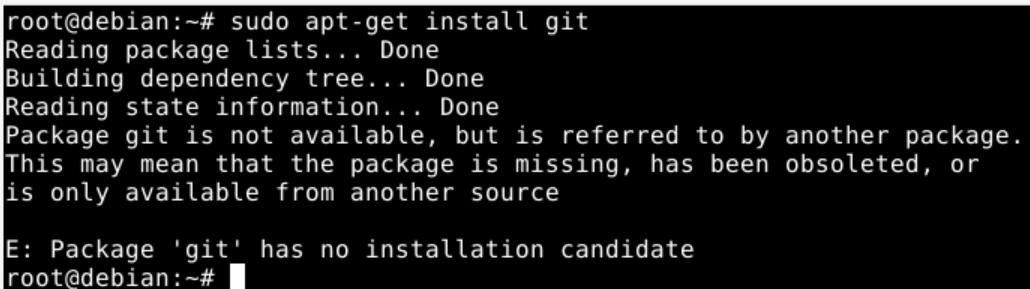 root@debian:~# sudo apt-get install git
Reading package lists... Done
Building dependency tree... Done
Reading state information... Done
Package git is not available, but is referred to by another package.
This may mean that the package is missing, has been obsoleted, or
is only available from another source

E: Package 'git' has no installation candidate
root@debian:~#